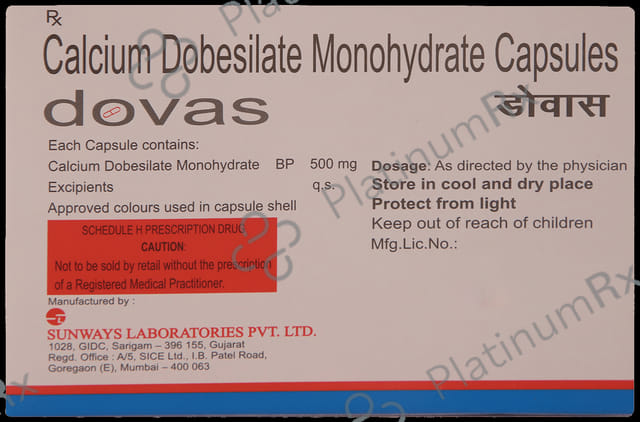 Rx
Calcium Dobesilate Monohydrate Capsules
dovas
डोवास
Each Capsule contains:
Calcium Dobesilate Monohydrate BP 500 mg
Excipients q.s.
Approved colours used in capsule shell
SCHEDULE H PRESCRIPTION DRUG
CAUTION:
Not to be sold by retail without the prescription
of a Registered Medical Practitioner.
Dosage: As directed by the physician
Store in cool and dry place
Protect from light
Keep out of reach of children
Mfg.Lic.No.:
Manufactured by :
SUNWAYS LABORATORIES PVT. LTD.
1028, GIDC, Sarigam – 396 155, Gujarat
Regd. Office : A/5, SICE Ltd., I.B. Patel Road,
Goregaon (E), Mumbai – 400 063
PlatinumRx
PlatinumRx
PlatinumRx
Rx